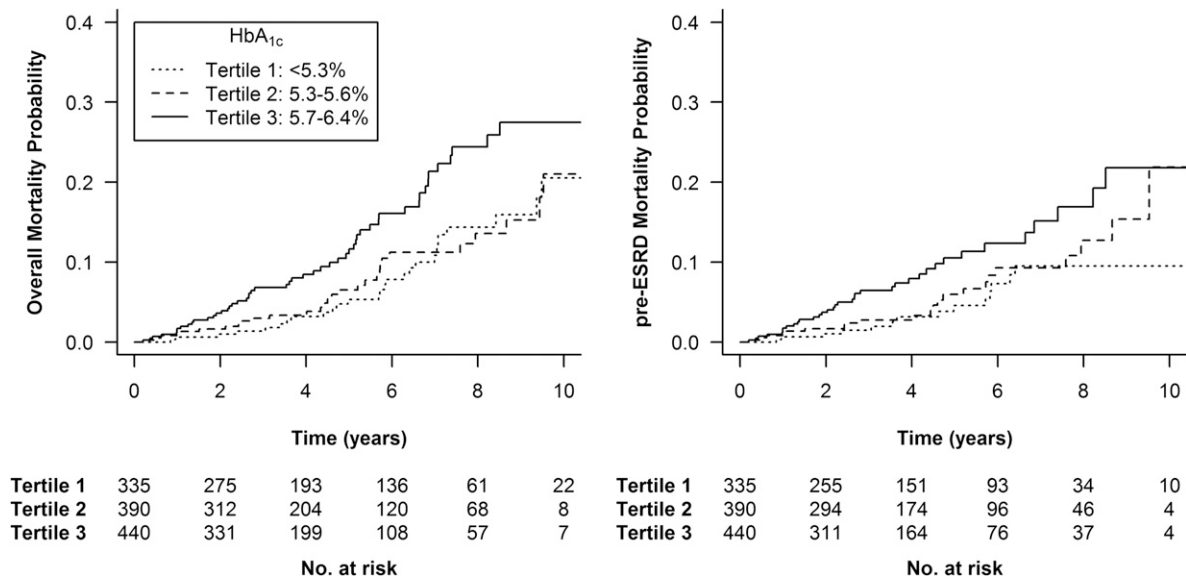 Overall Mortality Probability
0.4
0.3
0.2
0.1
0.0
HbA1c
Tertile 1: <5.3%
Tertile 2: 5.3-5.6%
Tertile 3: 5.7-6.4%
0 2 4 6 8 10
Time (years)
Tertile 1 335 275 193 136 61 22
Tertile 2 390 312 204 120 68 8
Tertile 3 440 331 199 108 57 7
No. at risk
pre-ESRD Mortality Probability
0.4
0.3
0.2
0.1
0.0
0 2 4 6 8 10
Time (years)
Tertile 1 335 255 151 93 34 10
Tertile 2 390 294 174 96 46 4
Tertile 3 440 311 164 76 37 4
No. at risk